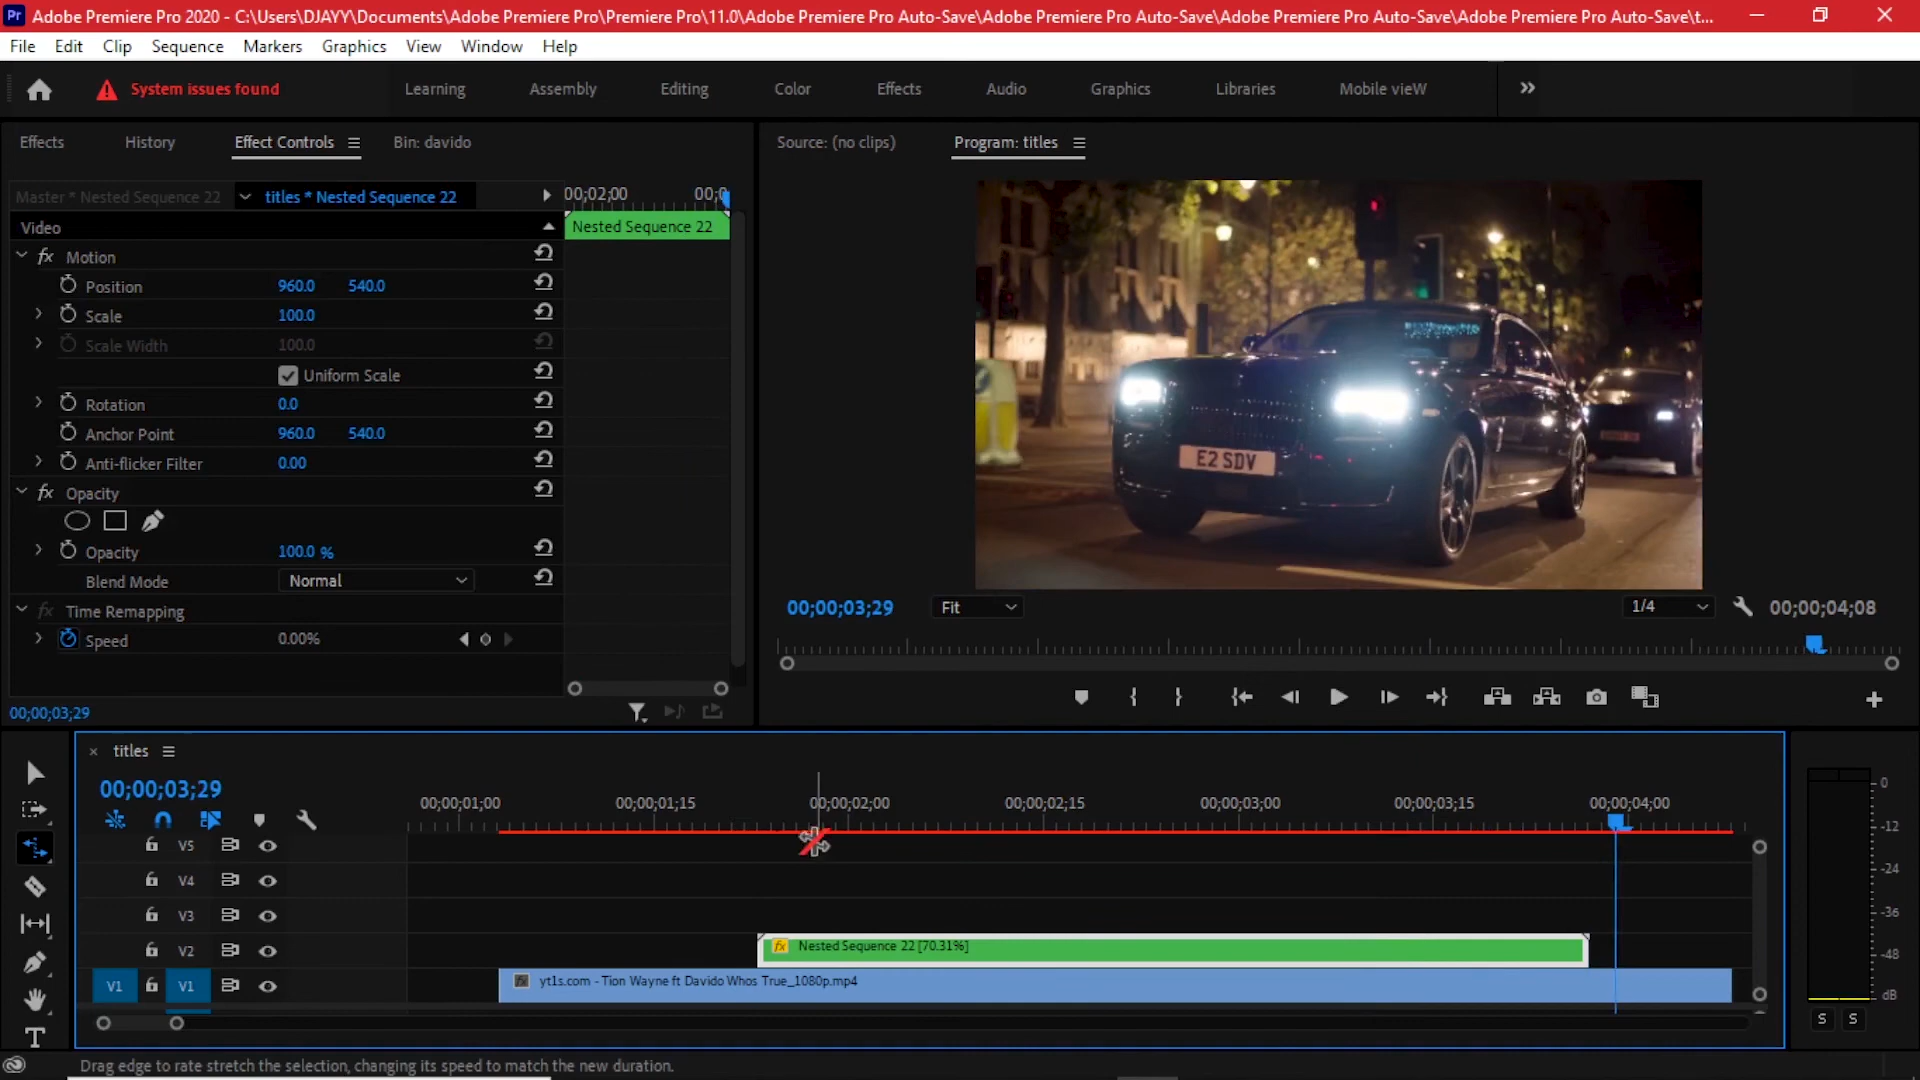 Pr Adobe Premiere Pro 2020 - C:\Users\DJAYY\Documents\Adobe Premiere Pro\Premiere Pro\11.0\Adobe Premiere Pro Auto-Save\Adobe Premiere Pro Auto-Save\Adobe Premiere Pro Auto-Save\Adobe Premiere Pro Auto-Save\t...
File Edit Clip Sequence Markers Graphics View Window Help
System issues found Learning Assembly Editing Color Effects Audio Graphics Libraries Mobile vieW
Effects History Effect Controls Bin: davido Source: (no clips) Program: titles
Master * Nested Sequence 22 titles * Nested Sequence 22 00;00;02;00
Video Nested Sequence 22
fx Motion
Position 960.0 540.0
Scale 100.0
Scale Width 100.0
Uniform Scale
Rotation 0.0
Anchor Point 960.0 540.0
Anti-flicker Filter 0.00
fx Opacity
Opacity 100.0 %
Blend Mode Normal
fx Time Remapping
Speed 0.00%
00;00;03;29
E2 SDV
00;00;03;29 Fit 1/4 00;00;04;08
titles
00;00;03;29
00;00;01;00 00;00;01;15 00;00;02;00 00;00;02;15 00;00;03;00 00;00;03;15 00;00;04;00
V5
V4
V3
V2 fx Nested Sequence 22 [70.31%]
V1 V1 fx yt1s.com - Tion Wayne ft Davido Whos True_1080p.mp4
0
-12
-24
-36
-48
dB
S S
T
Drag edge to rate stretch the selection, changing its speed to match the new duration.